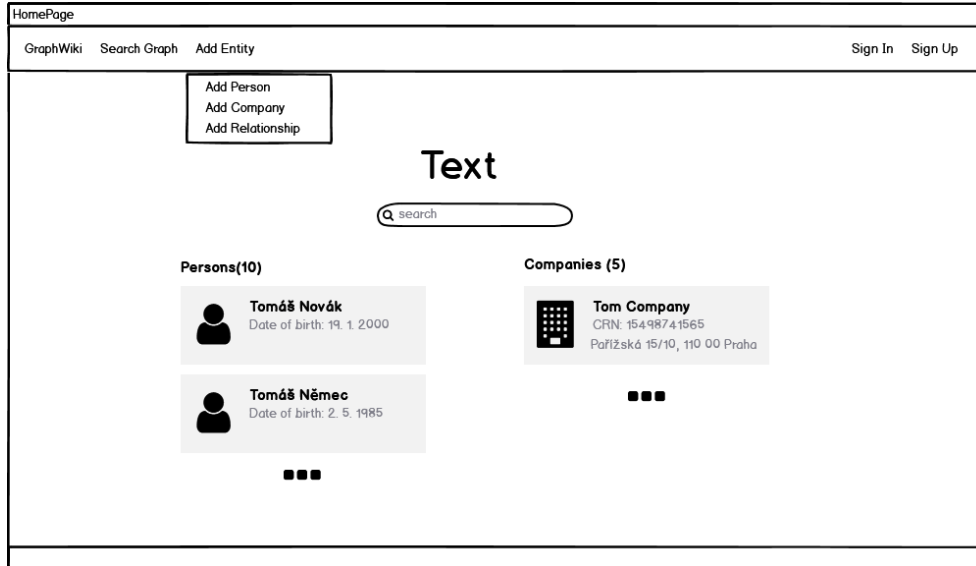 HomePage
GraphWiki Search Graph Add Entity Sign In Sign Up
Add Person
Add Company
Add Relationship
Text
search
Persons(10)
Tomáš Novák
Date of birth: 19. 1. 2000
Tomáš Němec
Date of birth: 2. 5. 1985
Companies (5)
Tom Company
CRN: 15498741565
Pařížská 15/10, 110 00 Praha